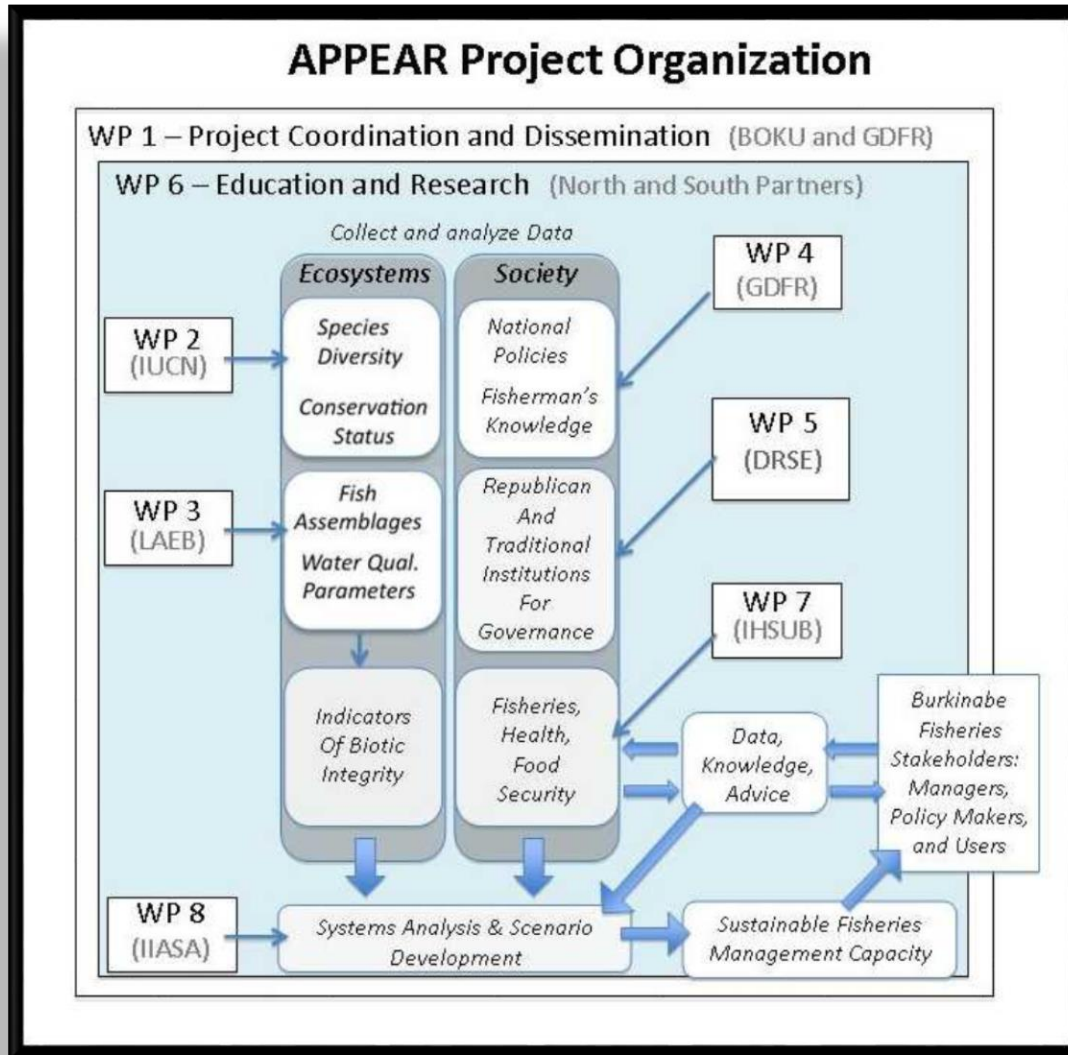 APPEAR Project Organization
WP 1 – Project Coordination and Dissemination (BOKU and GDFR)
WP 6 – Education and Research (North and South Partners)
Collect and analyze Data
Ecosystems
Species
Diversity
Conservation
Status
Fish
Assemblages
Water Qual.
Parameters
Indicators
Of Biotic
Integrity
Society
National
Policies
Fisherman's
Knowledge
Republican
And
Traditional
Institutions
For
Governance
Fisheries,
Health,
Food
Security
WP 2
(IUCN)
WP 3
(LAEB)
WP 4
(GDFR)
WP 5
(DRSE)
WP 7
(IHSUB)
Data,
Knowledge,
Advice
Burkinabe
Fisheries
Stakeholders:
Managers,
Policy Makers,
and Users
WP 8
(IIASA)
Systems Analysis & Scenario
Development
Sustainable Fisheries
Management Capacity